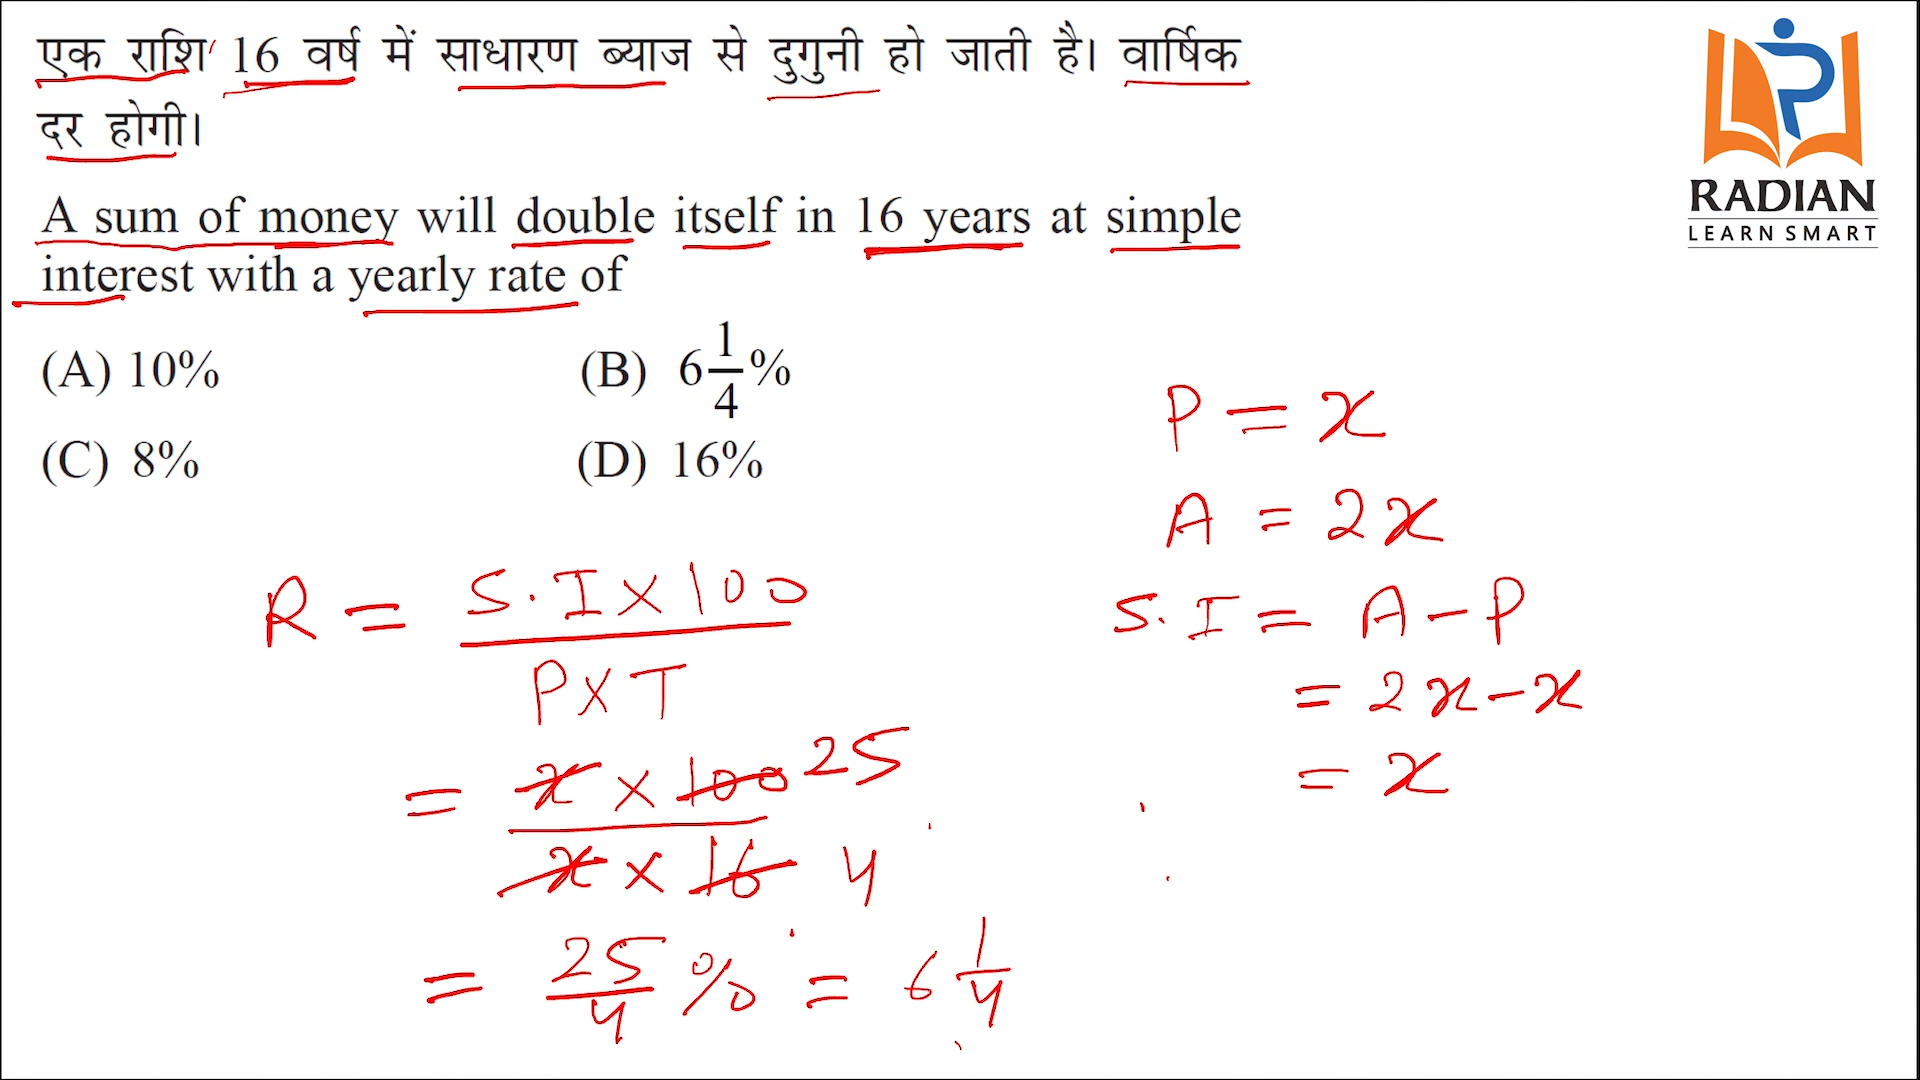 एक राशि 16 वर्ष में साधारण ब्याज से दुगुनी हो जाती है। वार्षिक
दर होगी।
A sum of money will double itself in 16 years at simple
interest with a yearly rate of
(A) 10% (B) 6 1/4 %
(C) 8% (D) 16%
RADIAN
LEARN SMART
P = x
A = 2x
S.I = A - P
= 2x - x
= x
R = S.I x 100 / P x T
= x x 100 25 / x x 16 4
= 25/4 % = 6 1/4